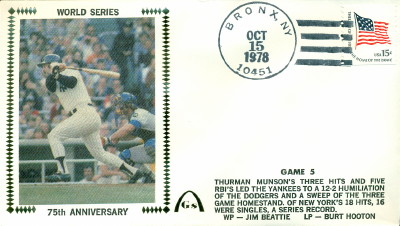 WORLD SERIES
75th ANNIVERSARY
BRONX, NY
OCT
15
1978
10451
USA 15c
GAME 5
THURMAN MUNSON'S THREE HITS AND FIVE
RBI'S LED THE YANKEES TO A 12-2 HUMILIATION
OF THE DODGERS AND A SWEEP OF THE THREE
GAME HOMESTAND. OF NEW YORK'S 18 HITS, 16
WERE SINGLES, A SERIES RECORD.
WP — JIM BEATTIE LP — BURT HOOTON
GS